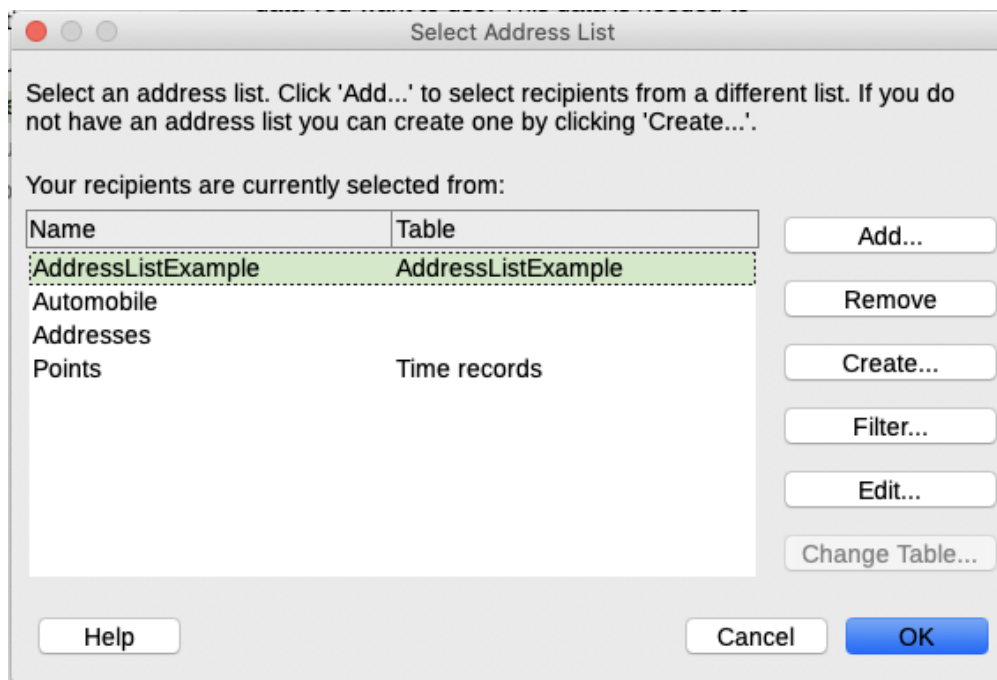 Select Address List
Select an address list. Click 'Add...' to select recipients from a different list. If you do
not have an address list you can create one by clicking 'Create...'.
Your recipients are currently selected from:
Name Table
AddressListExample AddressListExample
Automobile
Addresses
Points Time records
Add...
Remove
Create...
Filter...
Edit...
Change Table...
Help Cancel OK